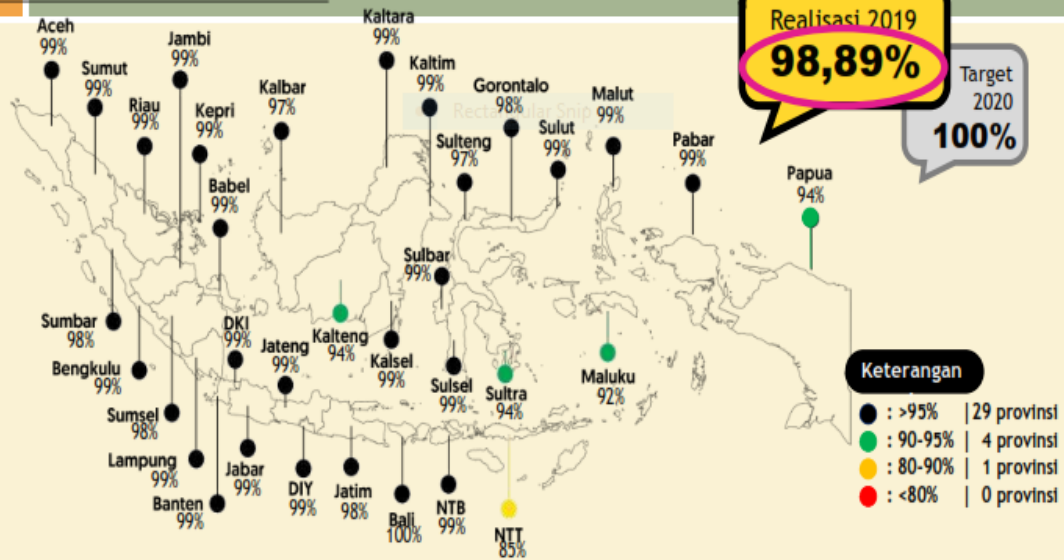 Kaltara
99%
Aceh
99%
Jambi
99%
Sumut
99%
Kaltim
99%
Riau
99%
Kepri
99%
Kalbar
97%
Gorontalo
98%
Malut
99%
Rectangular Snip
Sulteng
97%
Sulut
99%
Pabar
99%
Papua
94%
Babel
99%
Sulbar
99%
Realisasi 2019
98,89%
Target
2020
100%
Sumbar
98%
DKI
99%
Jateng
99%
Kalteng
94%
Kalsel
99%
Bengkulu
99%
Sulsel
99%
Sultra
94%
Maluku
92%
Sumsel
98%
Lampung
99%
Jabar
99%
Banten
99%
DIY
99%
Jatim
98%
Bali
100%
NTB
99%
NTT
85%
Keterangan
: >95% | 29 provinsi
: 90-95% | 4 provinsi
: 80-90% | 1 provinsi
: <80% | 0 provinsi